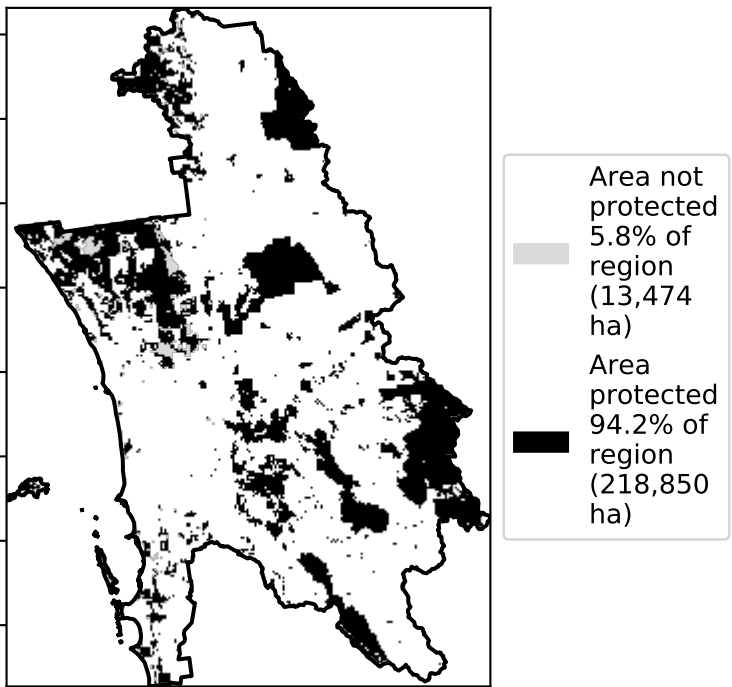 Area not
protected
5.8% of
region
(13,474
ha)
Area
protected
94.2% of
region
(218,850
ha)